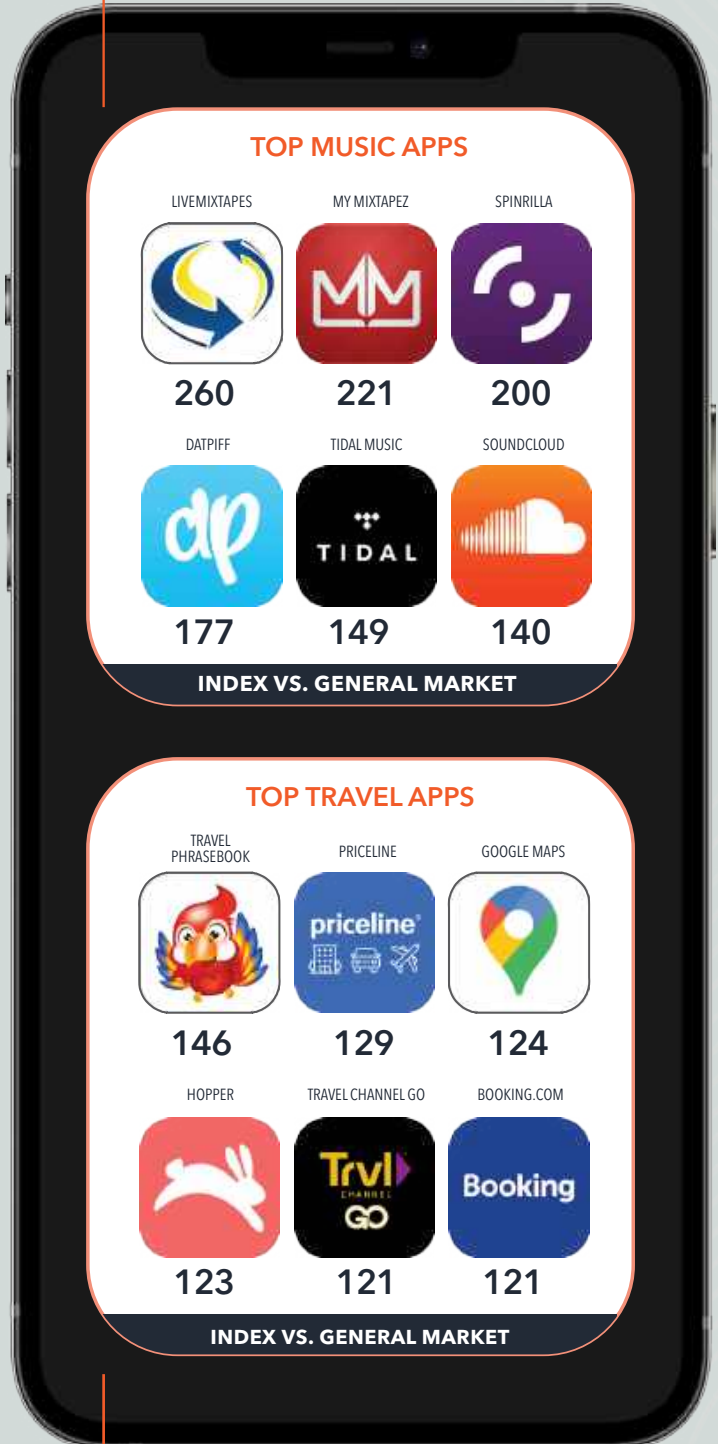 TOP MUSIC APPS
LIVEMIXTAPES
MY MIXTAPEZ
SPINRILLA
MM
260
221
200
DATPIFF
TIDAL MUSIC
SOUNDCLOUD
dp
TIDAL
177
149
140
INDEX VS. GENERAL MARKET
TOP TRAVEL APPS
TRAVEL
PHRASEBOOK
PRICELINE
GOOGLE MAPS
priceline®
146
129
124
HOPPER
TRAVEL CHANNEL GO
BOOKING.COM
Trvl
CHANNEL
GO
Booking
123
121
121
INDEX VS. GENERAL MARKET